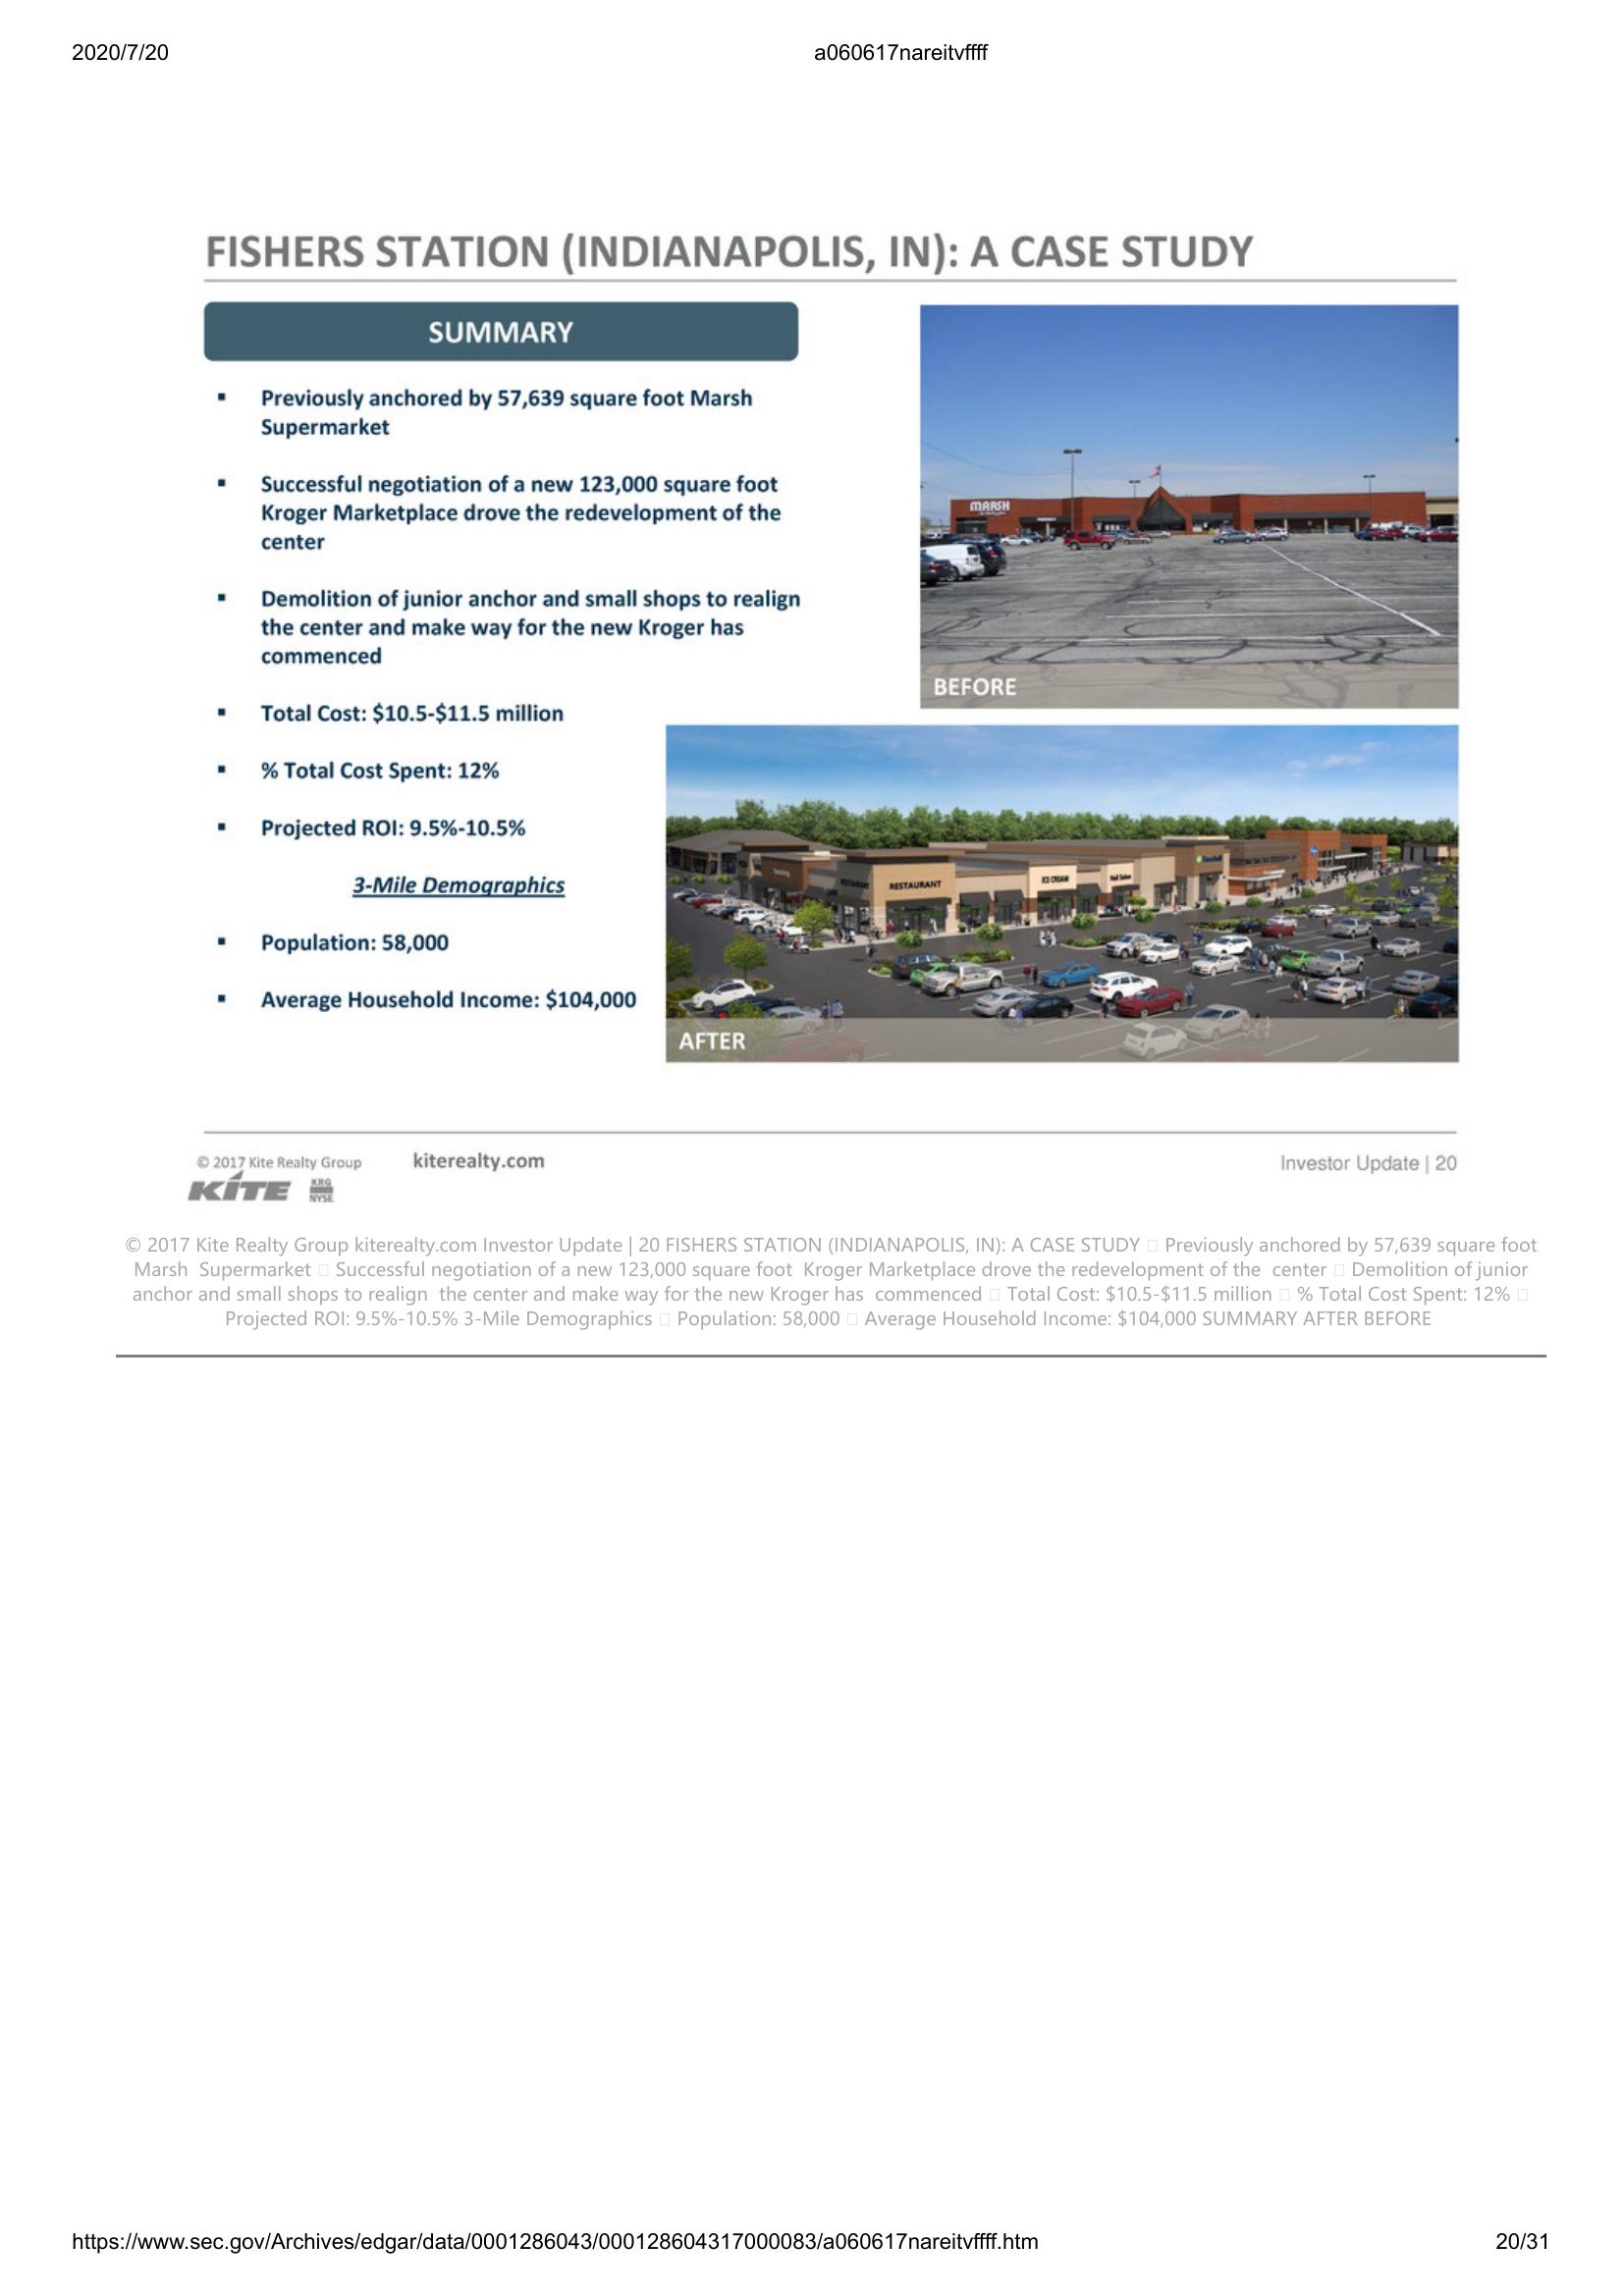 2020/7/20
a060617nareitvffff
FISHERS STATION (INDIANAPOLIS, IN): A CASE STUDY
SUMMARY
▪ Previously anchored by 57,639 square foot Marsh
Supermarket
▪ Successful negotiation of a new 123,000 square foot
Kroger Marketplace drove the redevelopment of the
center
▪ Demolition of junior anchor and small shops to realign
the center and make way for the new Kroger has
commenced
▪ Total Cost: $10.5-$11.5 million
▪ % Total Cost Spent: 12%
▪ Projected ROI: 9.5%-10.5%
3-Mile Demographics
▪ Population: 58,000
▪ Average Household Income: $104,000
MARSH
BEFORE
RESTAURANT
RESTAURANT
ICE CREAM
Nail Salon
AFTER
© 2017 Kite Realty Group
kiterealty.com
Investor Update | 20
KITE
KRG
NYSE
© 2017 Kite Realty Group kiterealty.com Investor Update | 20 FISHERS STATION (INDIANAPOLIS, IN): A CASE STUDY  Previously anchored by 57,639 square foot
Marsh Supermarket  Successful negotiation of a new 123,000 square foot Kroger Marketplace drove the redevelopment of the center  Demolition of junior
anchor and small shops to realign the center and make way for the new Kroger has commenced  Total Cost: $10.5-$11.5 million  % Total Cost Spent: 12% 
Projected ROI: 9.5%-10.5% 3-Mile Demographics  Population: 58,000  Average Household Income: $104,000 SUMMARY AFTER BEFORE
https://www.sec.gov/Archives/edgar/data/0001286043/000128604317000083/a060617nareitvffff.htm
20/31